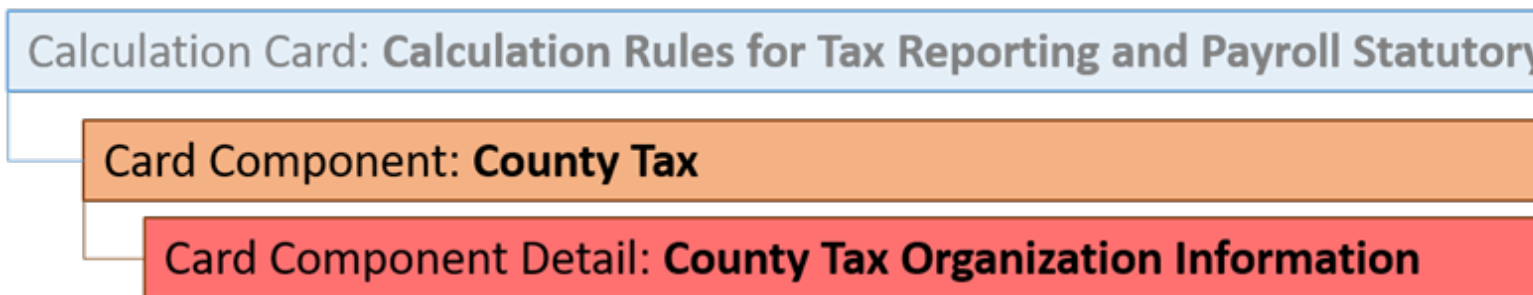 Calculation Card: Calculation Rules for Tax Reporting and Payroll Statutory
Card Component: County Tax
Card Component Detail: County Tax Organization Information